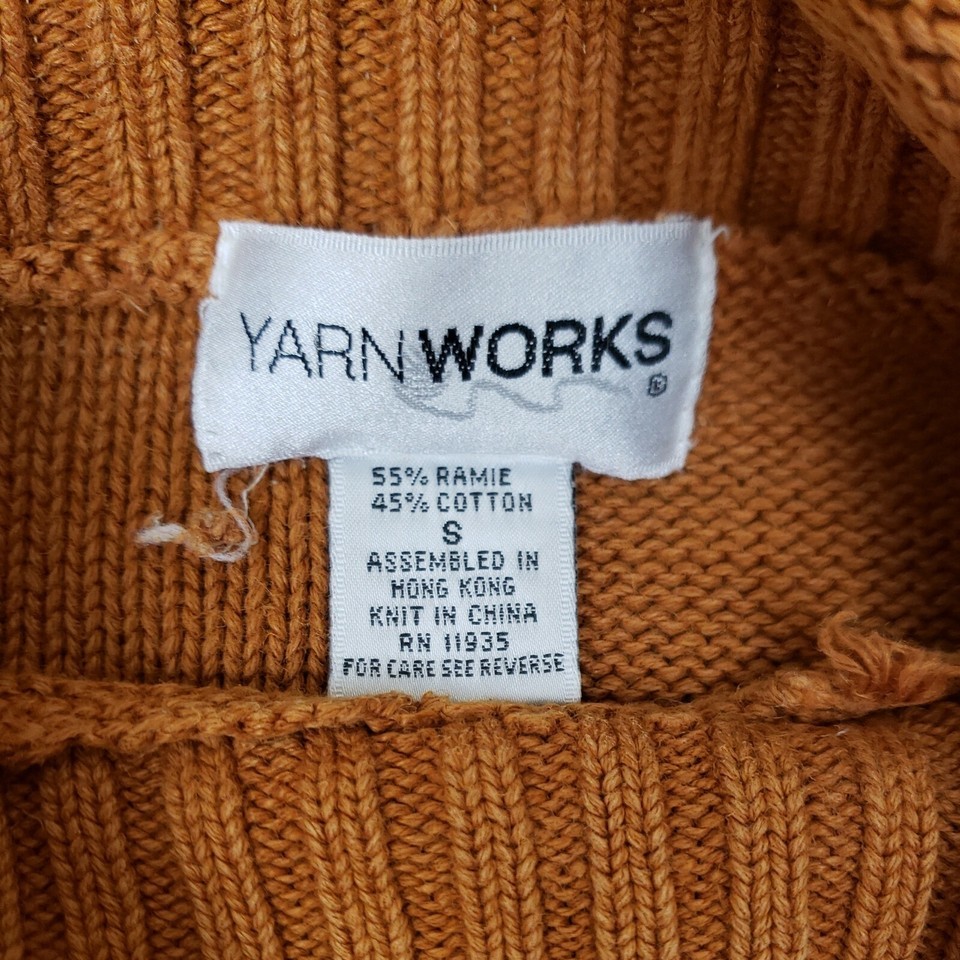 YARNWORKS®
55% RAMIE
45% COTTON
S
ASSEMBLED IN
HONG KONG
KNIT IN CHINA
RN 11935
FOR CARE SEE REVERSE